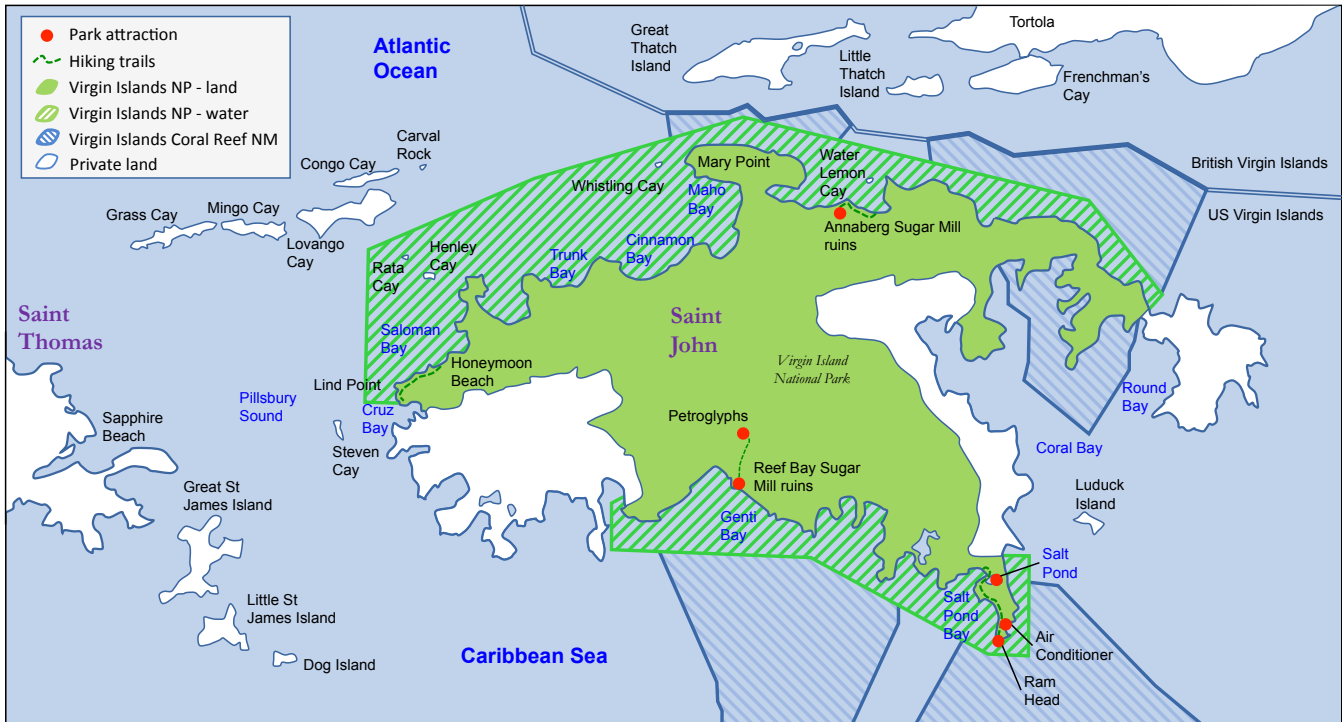 Park attraction
Hiking trails
Virgin Islands NP - land
Virgin Islands NP - water
Virgin Islands Coral Reef NM
Private land
Atlantic
Ocean
Great
Thatch
Island
Little
Thatch
Island
Tortola
Frenchman's
Cay
Carval
Rock
Congo Cay
Grass Cay
Mingo Cay
Lovango
Cay
Whistling Cay
Mary Point
Maho
Bay
Water
Lemon
Cay
British Virgin Islands
US Virgin Islands
Annaberg Sugar Mill
ruins
Rata
Cay
Henley
Cay
Trunk
Bay
Cinnamon
Bay
Saint
Thomas
Saloman
Bay
Saint
John
Virgin Island
National Park
Honeymoon
Beach
Lind Point
Pillsbury
Sound
Cruz
Bay
Steven
Cay
Sapphire
Beach
Petroglyphs
Round
Bay
Coral Bay
Reef Bay Sugar
Mill ruins
Genti
Bay
Luduck
Island
Great St
James Island
Salt
Pond
Salt
Pond
Bay
Little St
James Island
Dog Island
Caribbean Sea
Air
Conditioner
Ram
Head